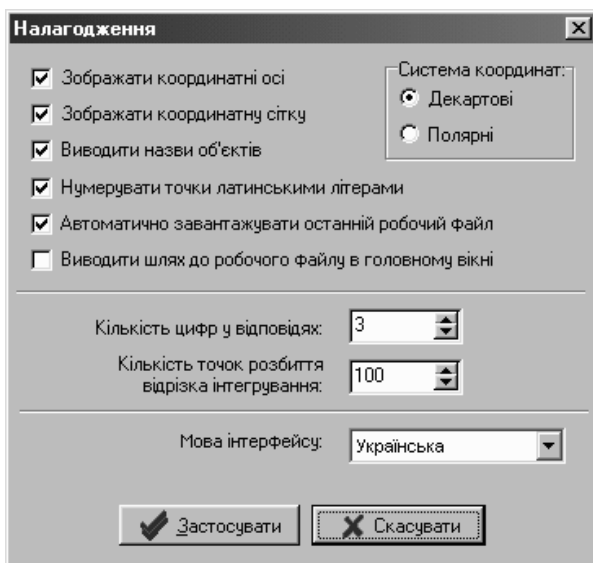 Налагодження
Зображати координатні осі
Зображати координатну сітку
Виводити назви об'єктів
Нумерувати точки латинськими літерами
Автоматично завантажувати останній робочий файл
Виводити шлях до робочого файлу в головному вікні
Система координат:
Декартові
Полярні
Кількість цифр у відповідях: 3
Кількість точок розбиття
відрізка інтегрування: 100
Мова інтерфейсу: Українська
Застосувати Скасувати